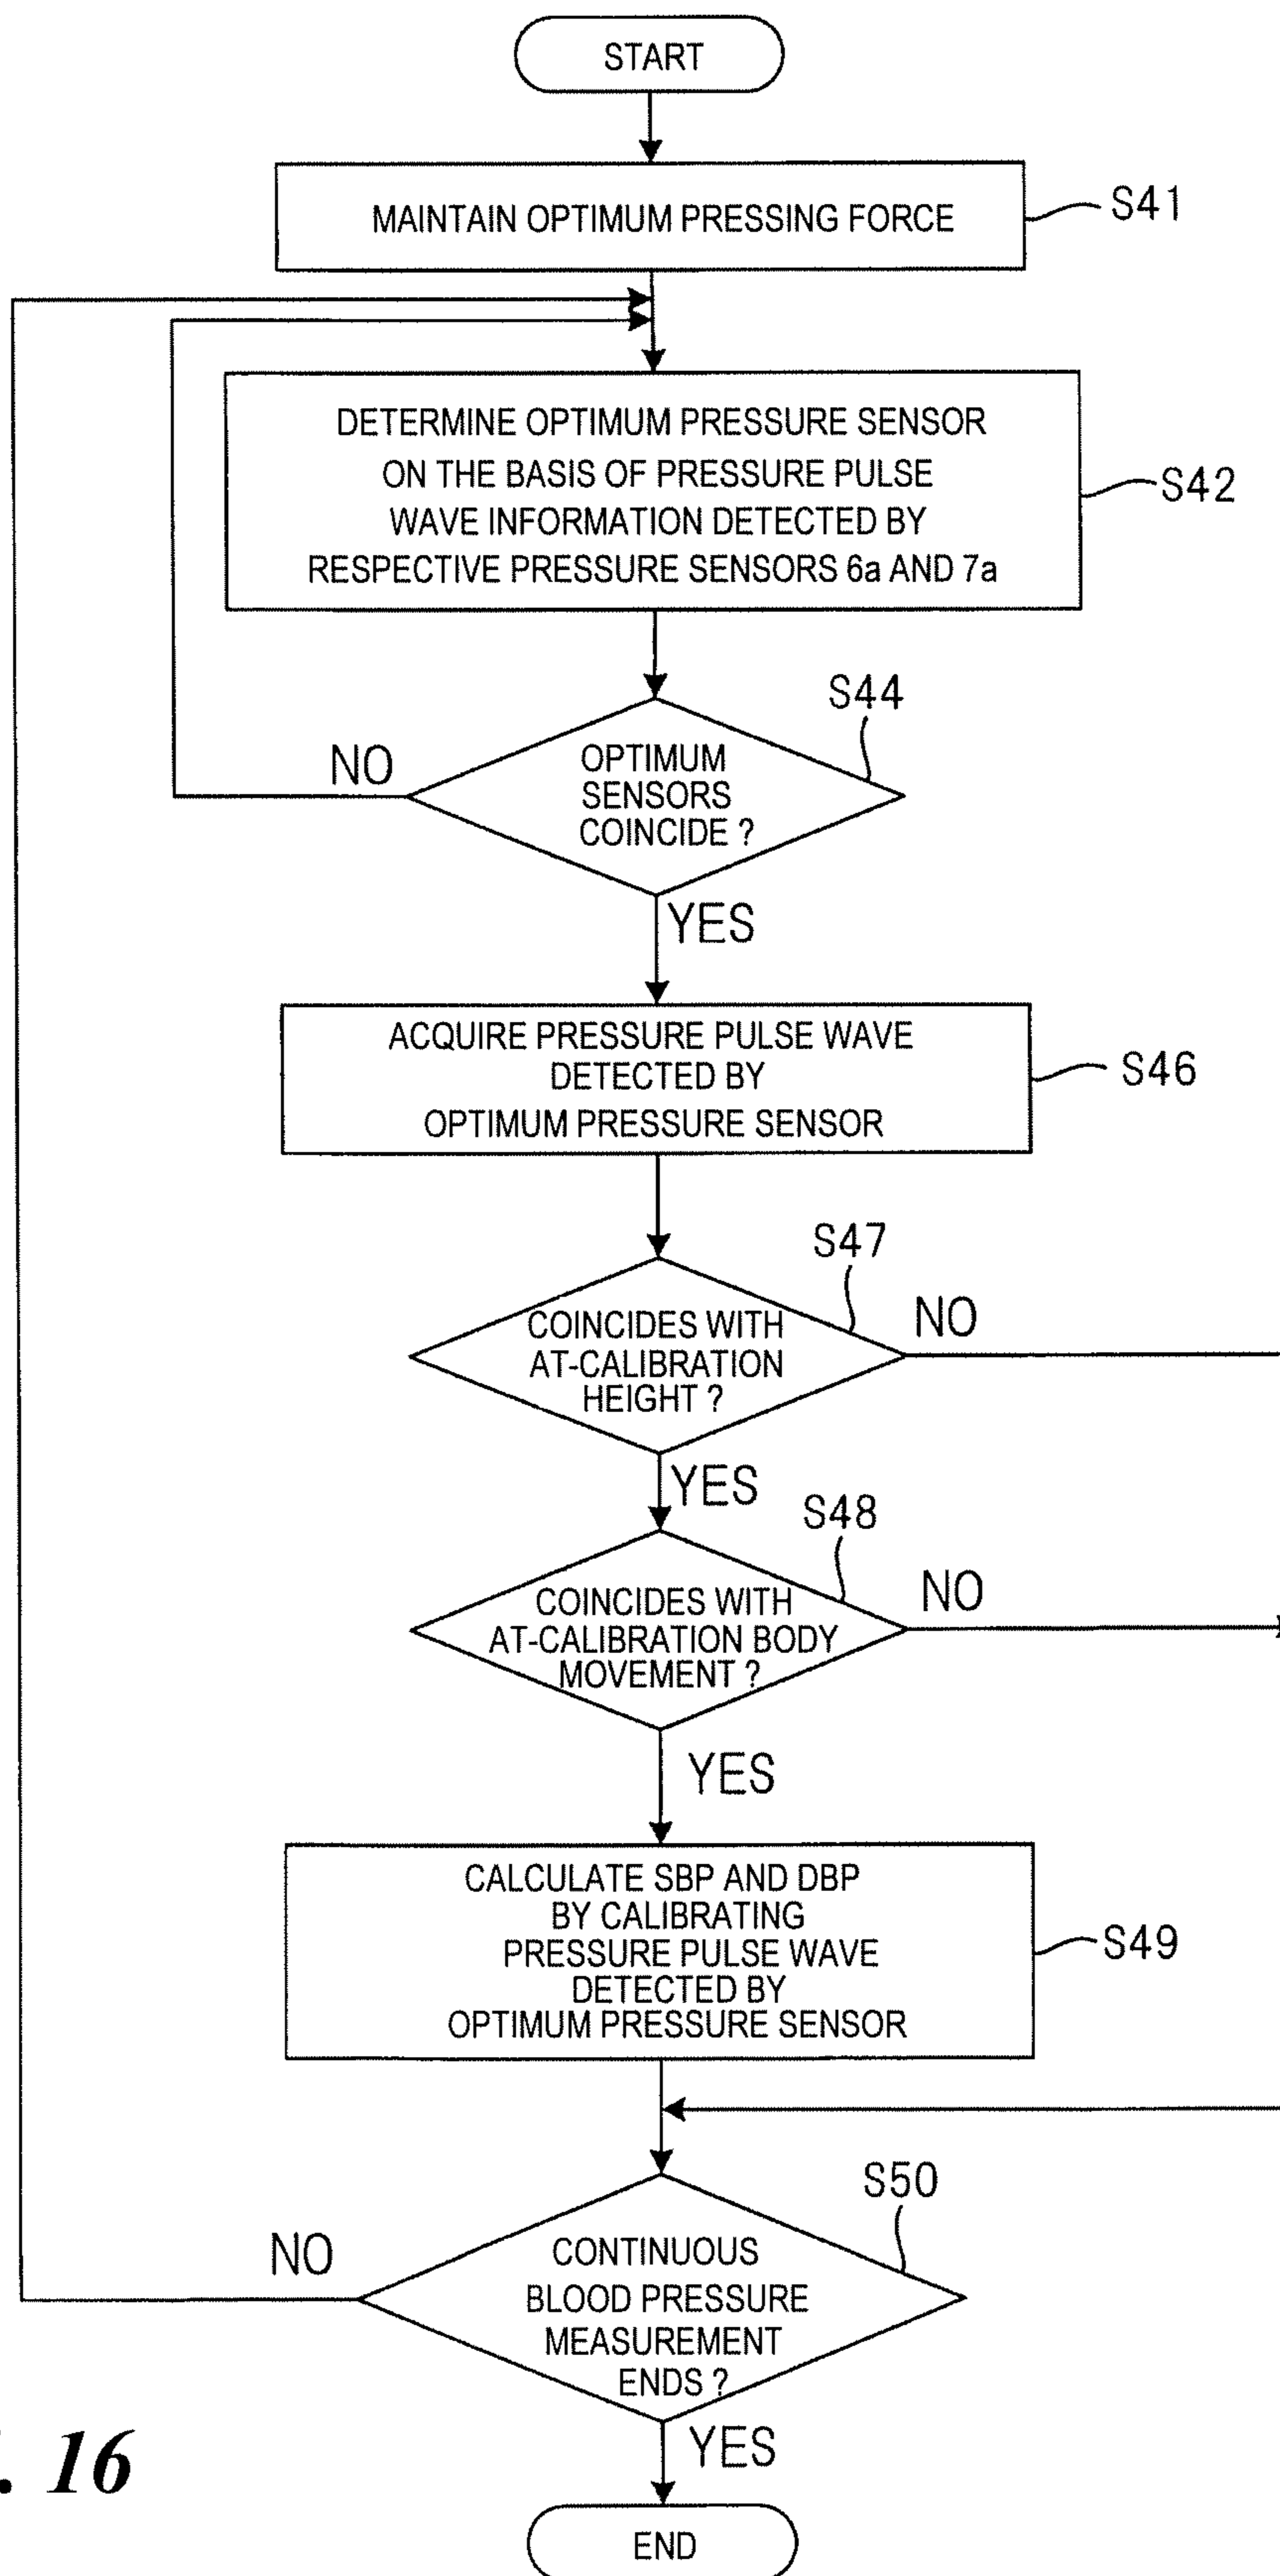 START
MAINTAIN OPTIMUM PRESSING FORCE
S41
DETERMINE OPTIMUM PRESSURE SENSOR
ON THE BASIS OF PRESSURE PULSE
WAVE INFORMATION DETECTED BY
RESPECTIVE PRESSURE SENSORS 6a AND 7a
S42
S44
NO
OPTIMUM
SENSORS
COINCIDE ?
YES
ACQUIRE PRESSURE PULSE WAVE
DETECTED BY
OPTIMUM PRESSURE SENSOR
S46
S47
COINCIDES WITH
AT-CALIBRATION
HEIGHT ?
NO
YES
S48
COINCIDES WITH
AT-CALIBRATION BODY
MOVEMENT ?
NO
YES
CALCULATE SBP AND DBP
BY CALIBRATING
PRESSURE PULSE WAVE
DETECTED BY
OPTIMUM PRESSURE SENSOR
S49
S50
NO
CONTINUOUS
BLOOD PRESSURE
MEASUREMENT
ENDS ?
YES
. 16
END